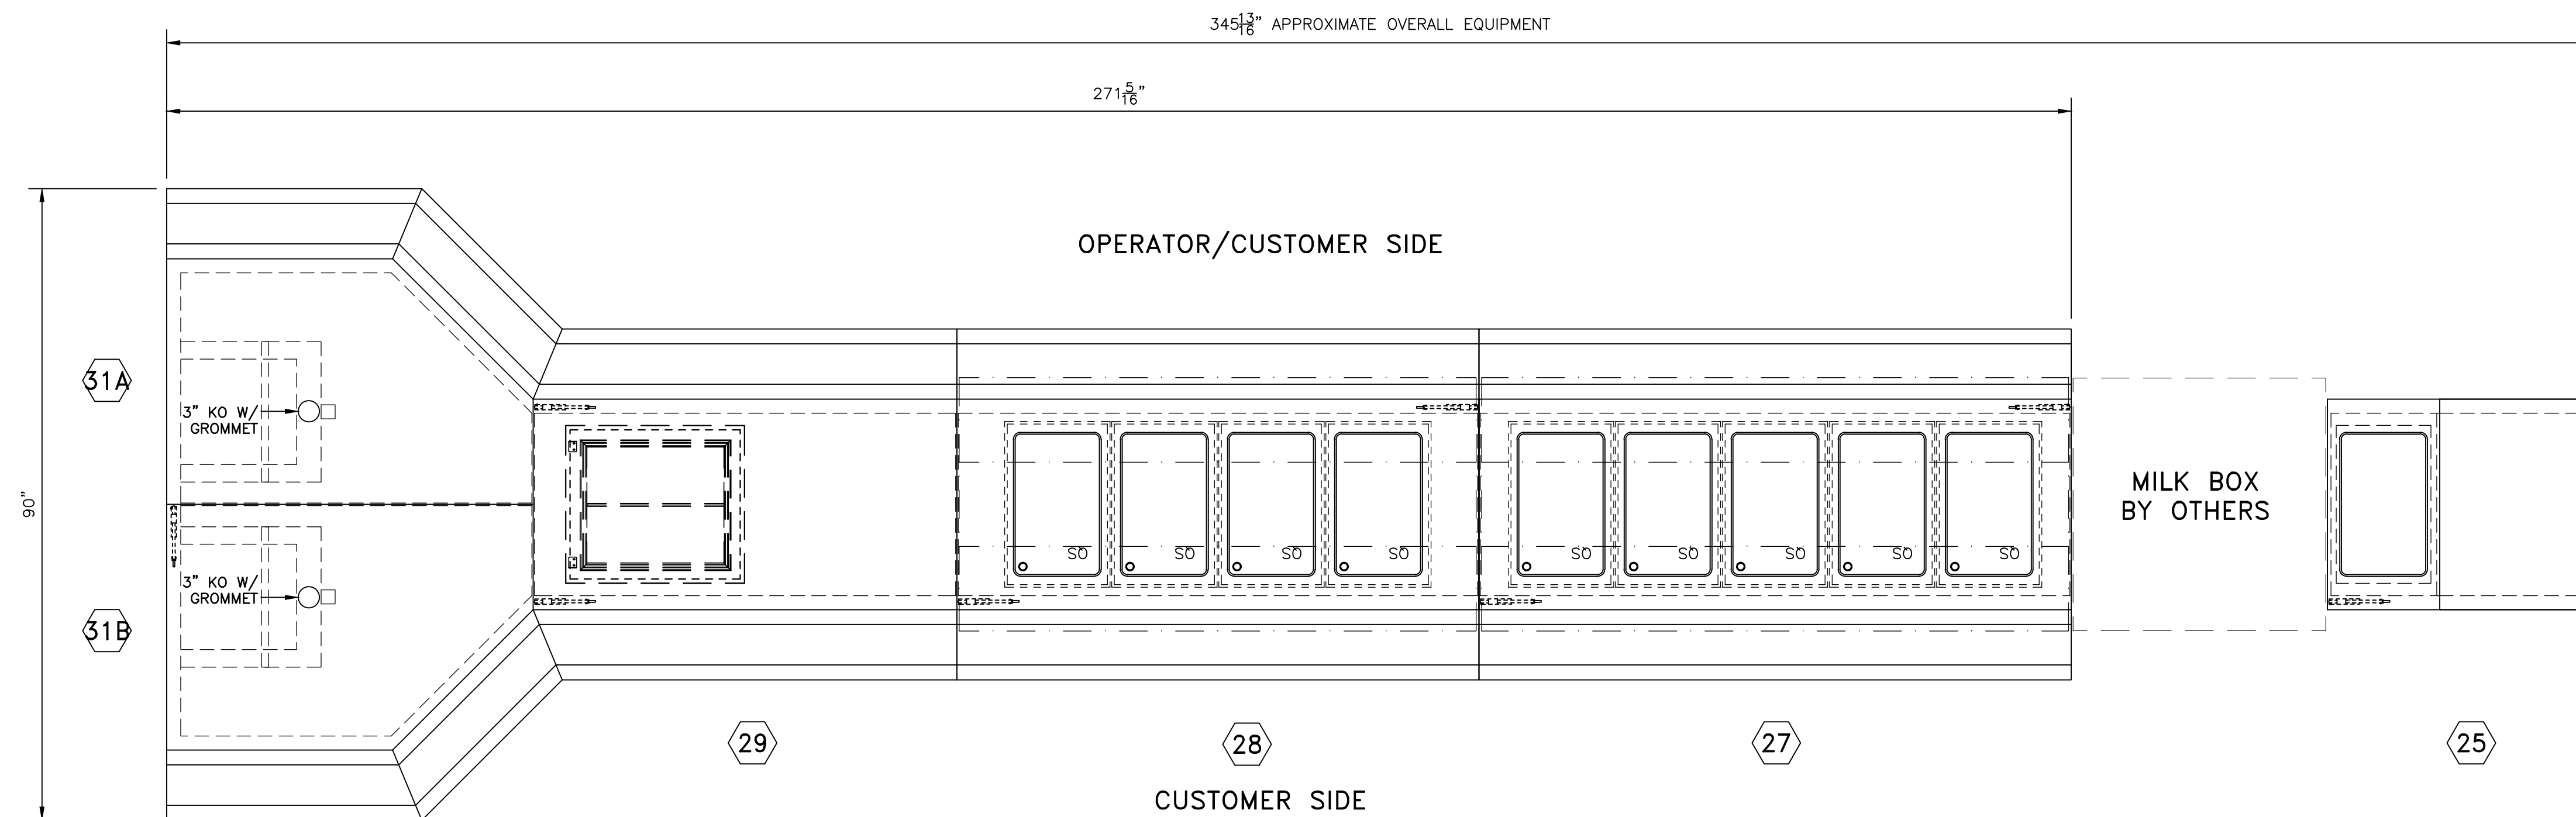 345 13/16" APPROXIMATE OVERALL EQUIPMENT
271 5/16"
90"
OPERATOR/CUSTOMER SIDE
31A
3" KO W/
GROMMET
SO SO SO SO SO SO SO SO SO
MILK BOX
BY OTHERS
3" KO W/
GROMMET
31B
29
28
27
25
CUSTOMER SIDE